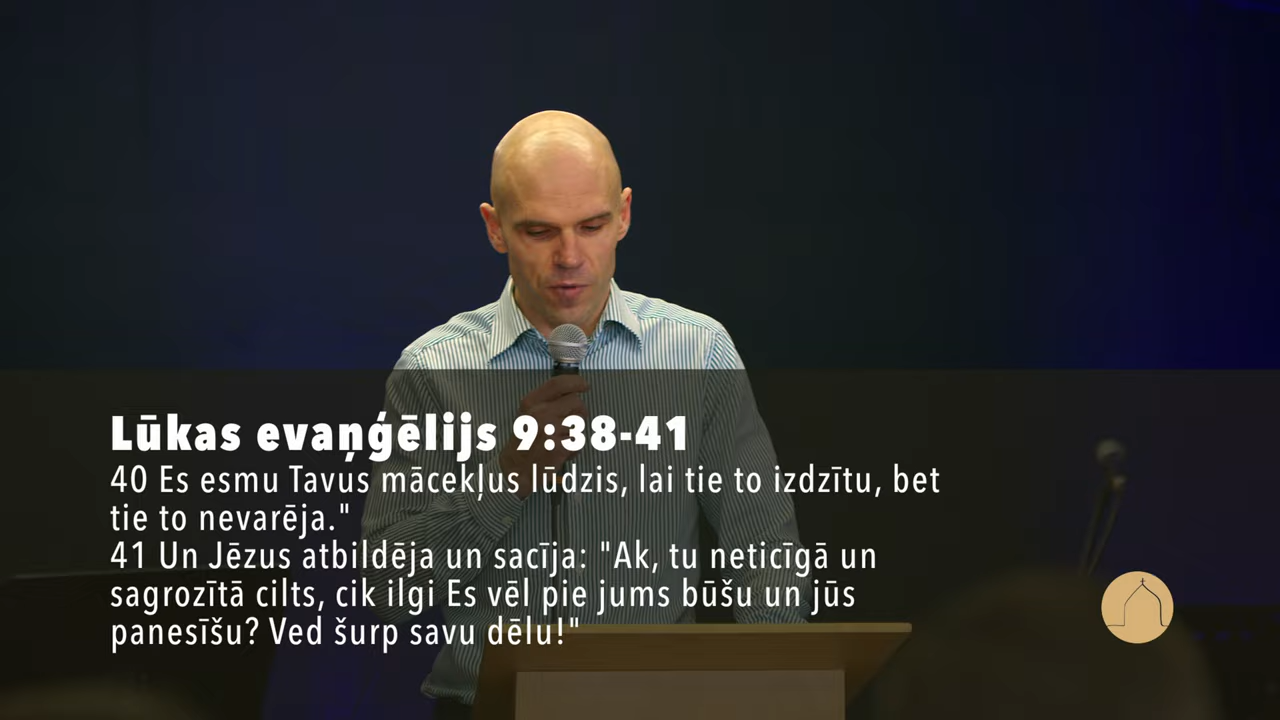 Lūkas evaņģēlijs 9:38-41
40 Es esmu Tavus mācekļus lūdzis, lai tie to izdzītu, bet
tie to nevarēja."
41 Un Jēzus atbildēja un sacīja: "Ak, tu neticīgā un
sagrozītā cilts, cik ilgi Es vēl pie jums būšu un jūs
panesīšu? Ved šurp savu dēlu!"